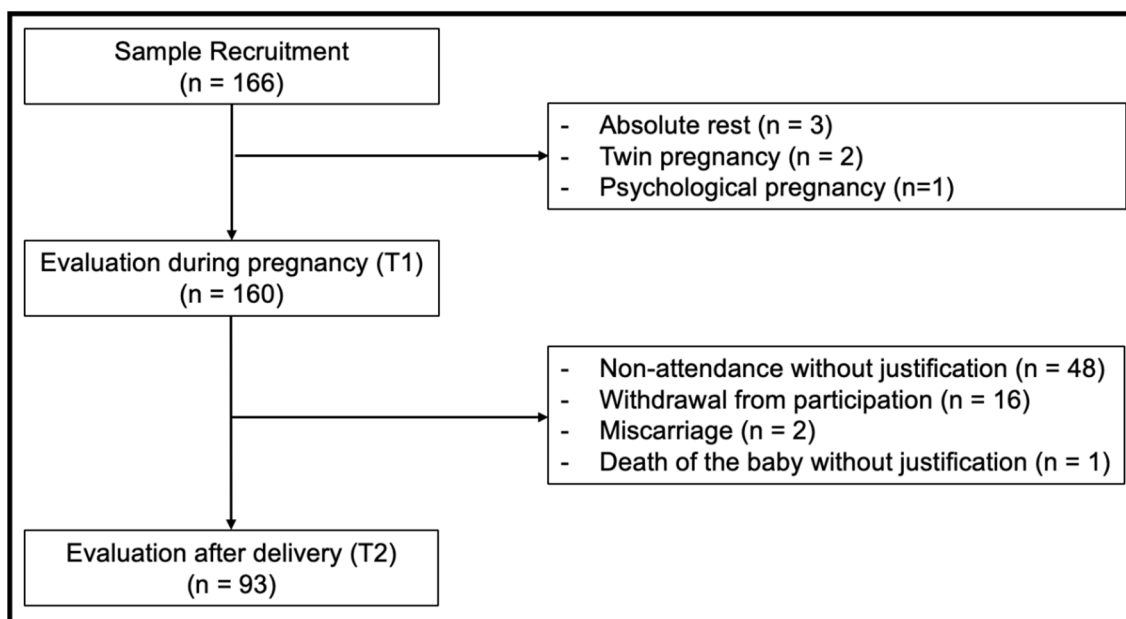 Sample Recruitment
(n = 166)
- Absolute rest (n = 3)
- Twin pregnancy (n = 2)
- Psychological pregnancy (n=1)
Evaluation during pregnancy (T1)
(n = 160)
- Non-attendance without justification (n = 48)
- Withdrawal from participation (n = 16)
- Miscarriage (n = 2)
- Death of the baby without justification (n = 1)
Evaluation after delivery (T2)
(n = 93)